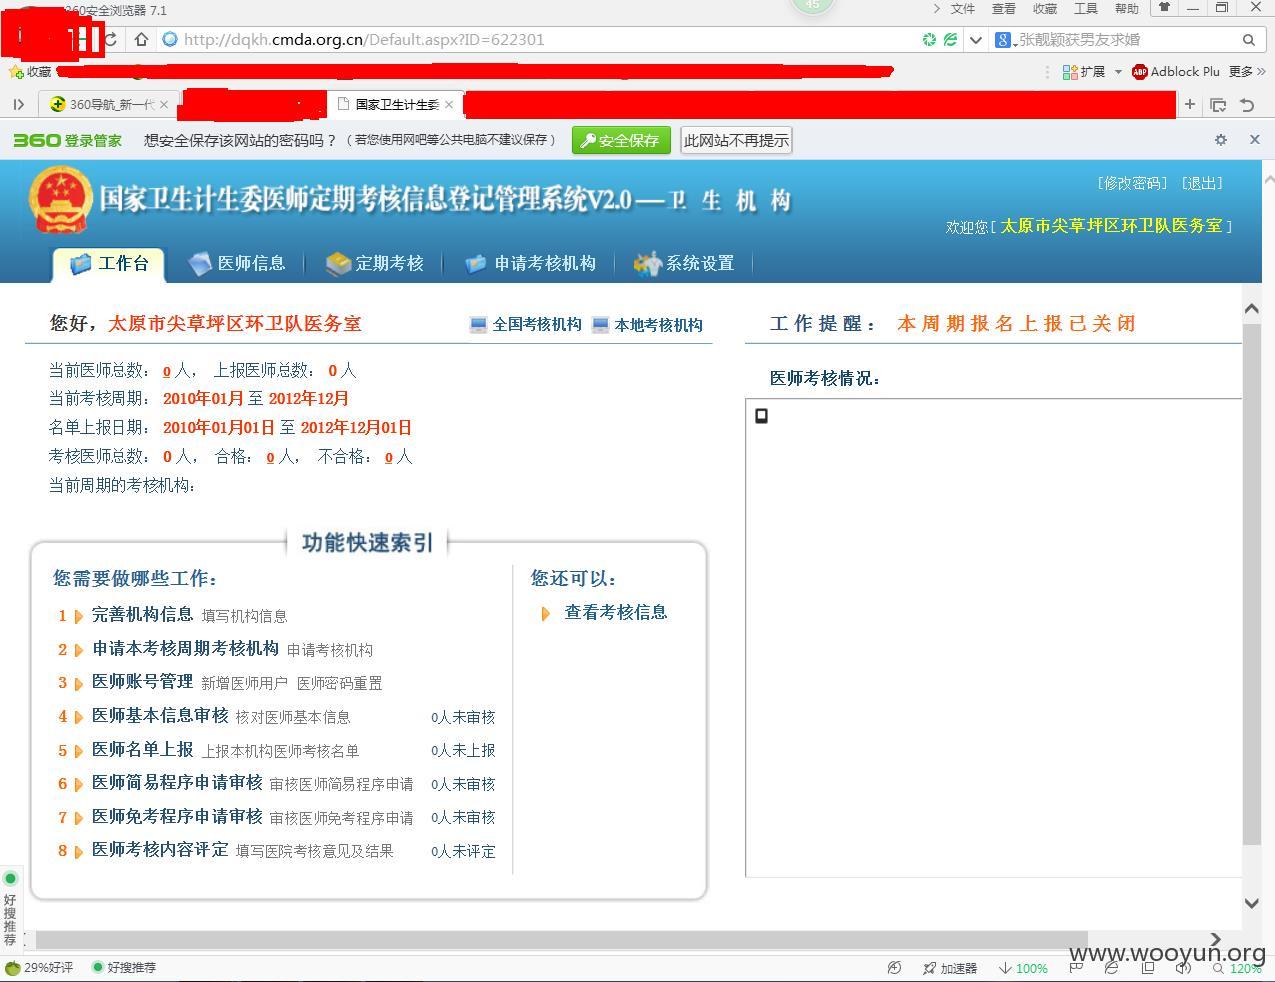 360安全浏览器 7.1
45
文件 查看 收藏 工具 帮助
http://dqkh.cmda.org.cn/Default.aspx?ID=622301
张靓颖获男友求婚
收藏
扩展 Adblock Plu 更多 »
360导航_新一代
国家卫生计生委
360 登录管家 想安全保存该网站的密码吗？（若您使用网吧等公共电脑不建议保存） 安全保存 此网站不再提示
国家卫生计生委医师定期考核信息登记管理系统V2.0—卫生机构
[修改密码] [退出]
欢迎您[ 太原市尖草坪区环卫队医务室 ]
工作台 医师信息 定期考核 申请考核机构 系统设置
您好，太原市尖草坪区环卫队医务室
全国考核机构 本地考核机构
工作提醒：本周期报名上报已关闭
当前医师总数： 0 人， 上报医师总数： 0 人
当前考核周期： 2010年01月 至 2012年12月
名单上报日期： 2010年01月01日 至 2012年12月01日
考核医师总数： 0 人， 合格： 0 人， 不合格： 0 人
当前周期的考核机构：
医师考核情况：
功能快速索引
您需要做哪些工作：
1 完善机构信息 填写机构信息
2 申请本考核周期考核机构 申请考核机构
3 医师账号管理 新增医师用户 医师密码重置
4 医师基本信息审核 核对医师基本信息 0人未审核
5 医师名单上报 上报本机构医师考核名单 0人未上报
6 医师简易程序申请审核 审核医师简易程序申请 0人未审核
7 医师免考程序申请审核 审核医师免考程序申请 0人未审核
8 医师考核内容评定 填写医院考核意见及结果 0人未评定
您还可以：
查看考核信息
好搜推荐
29%好评 好搜推荐
加速器 100% 120%
www.wooyun.org